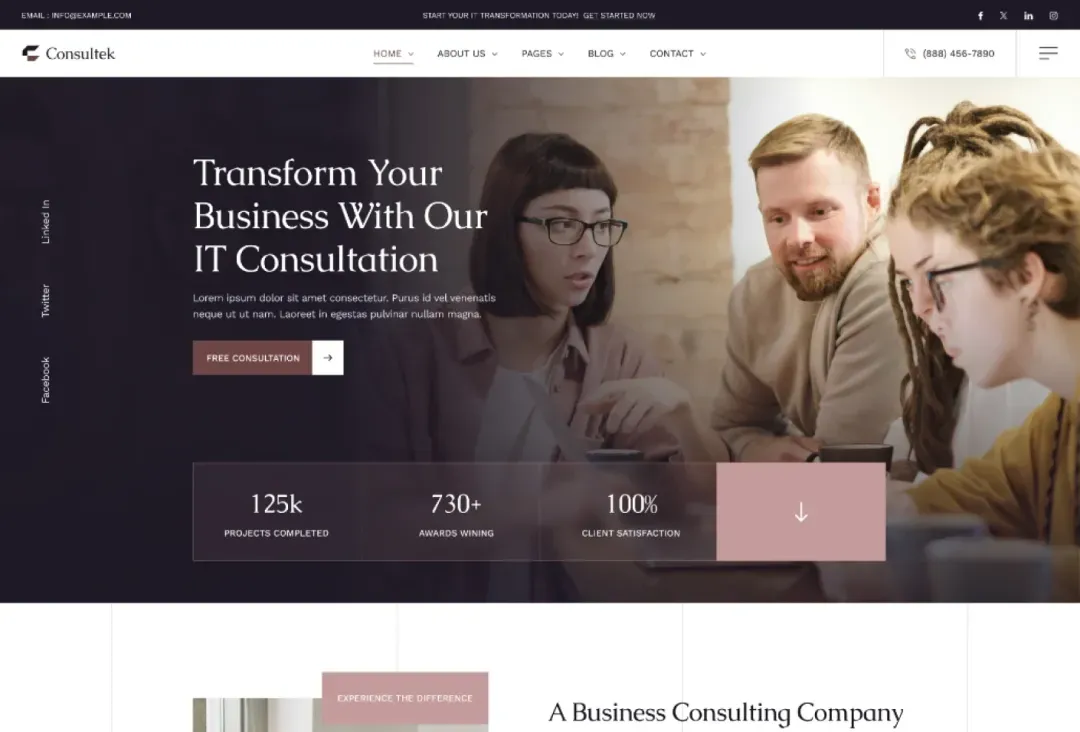 EMAIL : INFO@EXAMPLE.COM
START YOUR IT TRANSFORMATION TODAY! GET STARTED NOW
Consultek
HOME
ABOUT US
PAGES
BLOG
CONTACT
(888) 456-7890
Linked In
Twitter
Facebook
Transform Your
Business With Our
IT Consultation
Lorem ipsum dolor sit amet consectetur. Purus id vel venenatis
neque ut ut nam. Laoreet in egestas pulvinar nullam magna.
FREE CONSULTATION
125k
PROJECTS COMPLETED
730+
AWARDS WINING
100%
CLIENT SATISFACTION
EXPERIENCE THE DIFFERENCE
A Business Consulting Company